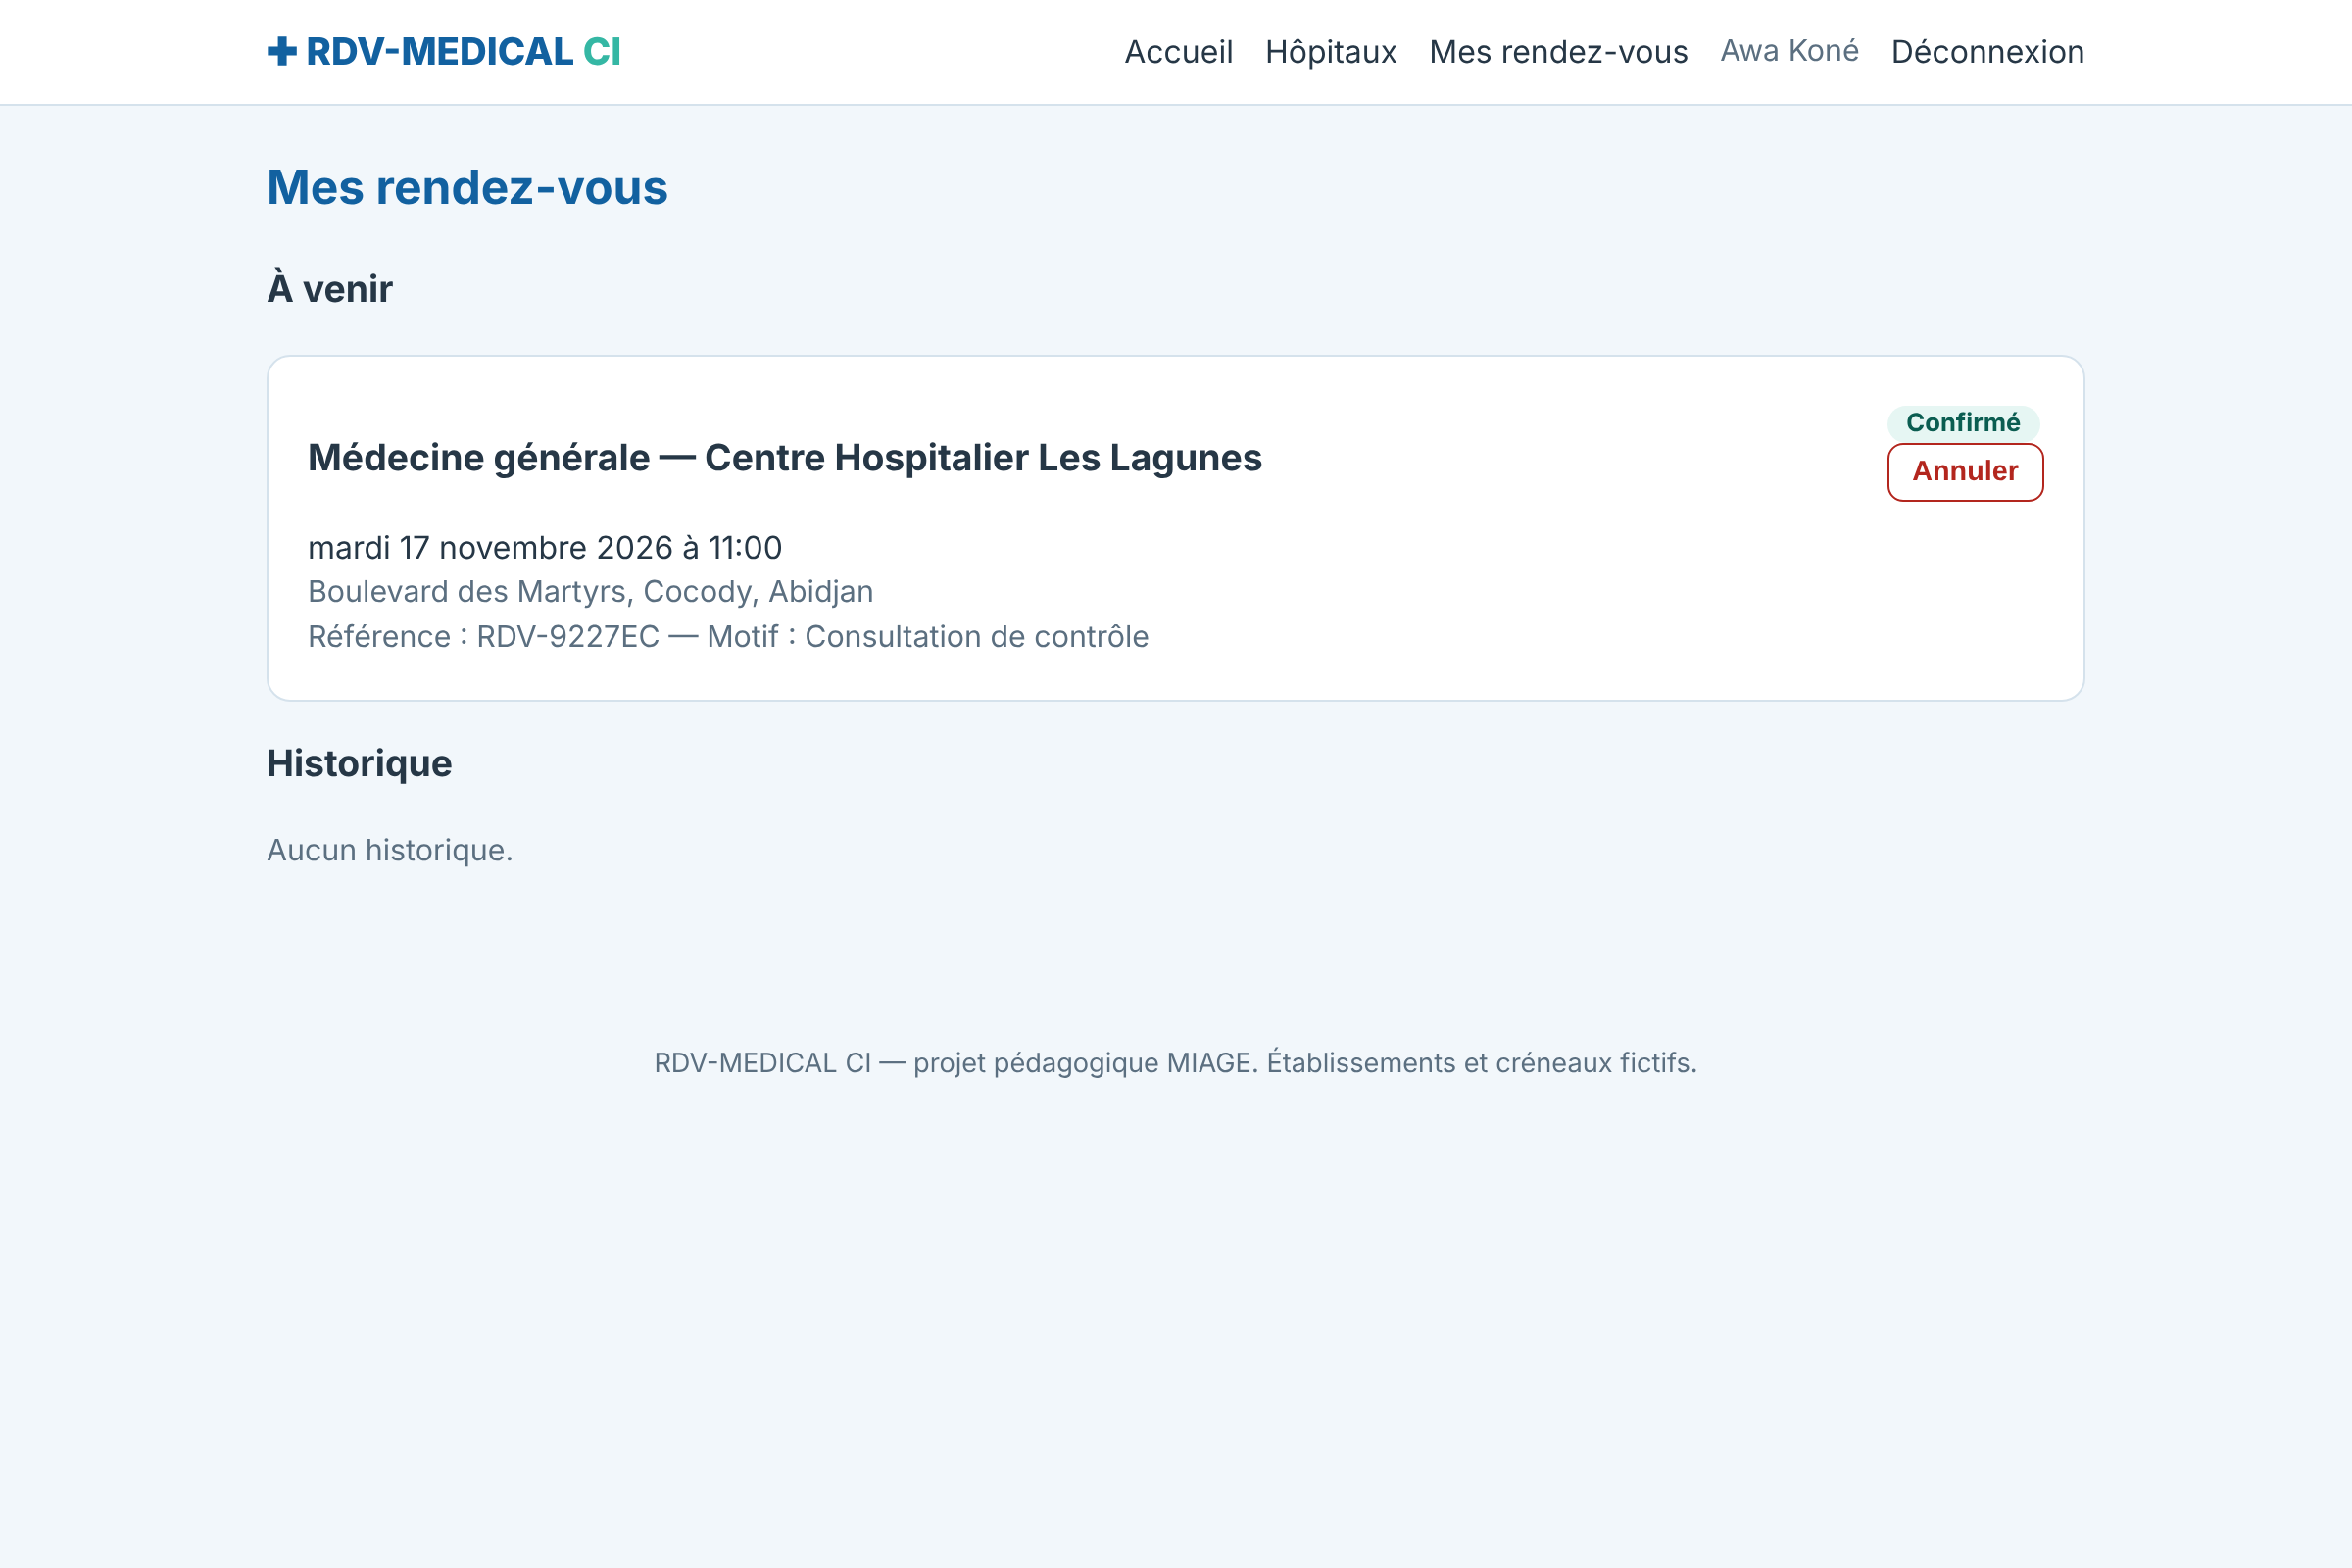 ✚ RDV-MEDICAL CI
Accueil Hôpitaux Mes rendez-vous Awa Koné Déconnexion
Mes rendez-vous
À venir
Confirmé
Médecine générale — Centre Hospitalier Les Lagunes
Annuler
mardi 17 novembre 2026 à 11:00
Boulevard des Martyrs, Cocody, Abidjan
Référence : RDV-9227EC — Motif : Consultation de contrôle
Historique
Aucun historique.
RDV-MEDICAL CI — projet pédagogique MIAGE. Établissements et créneaux fictifs.